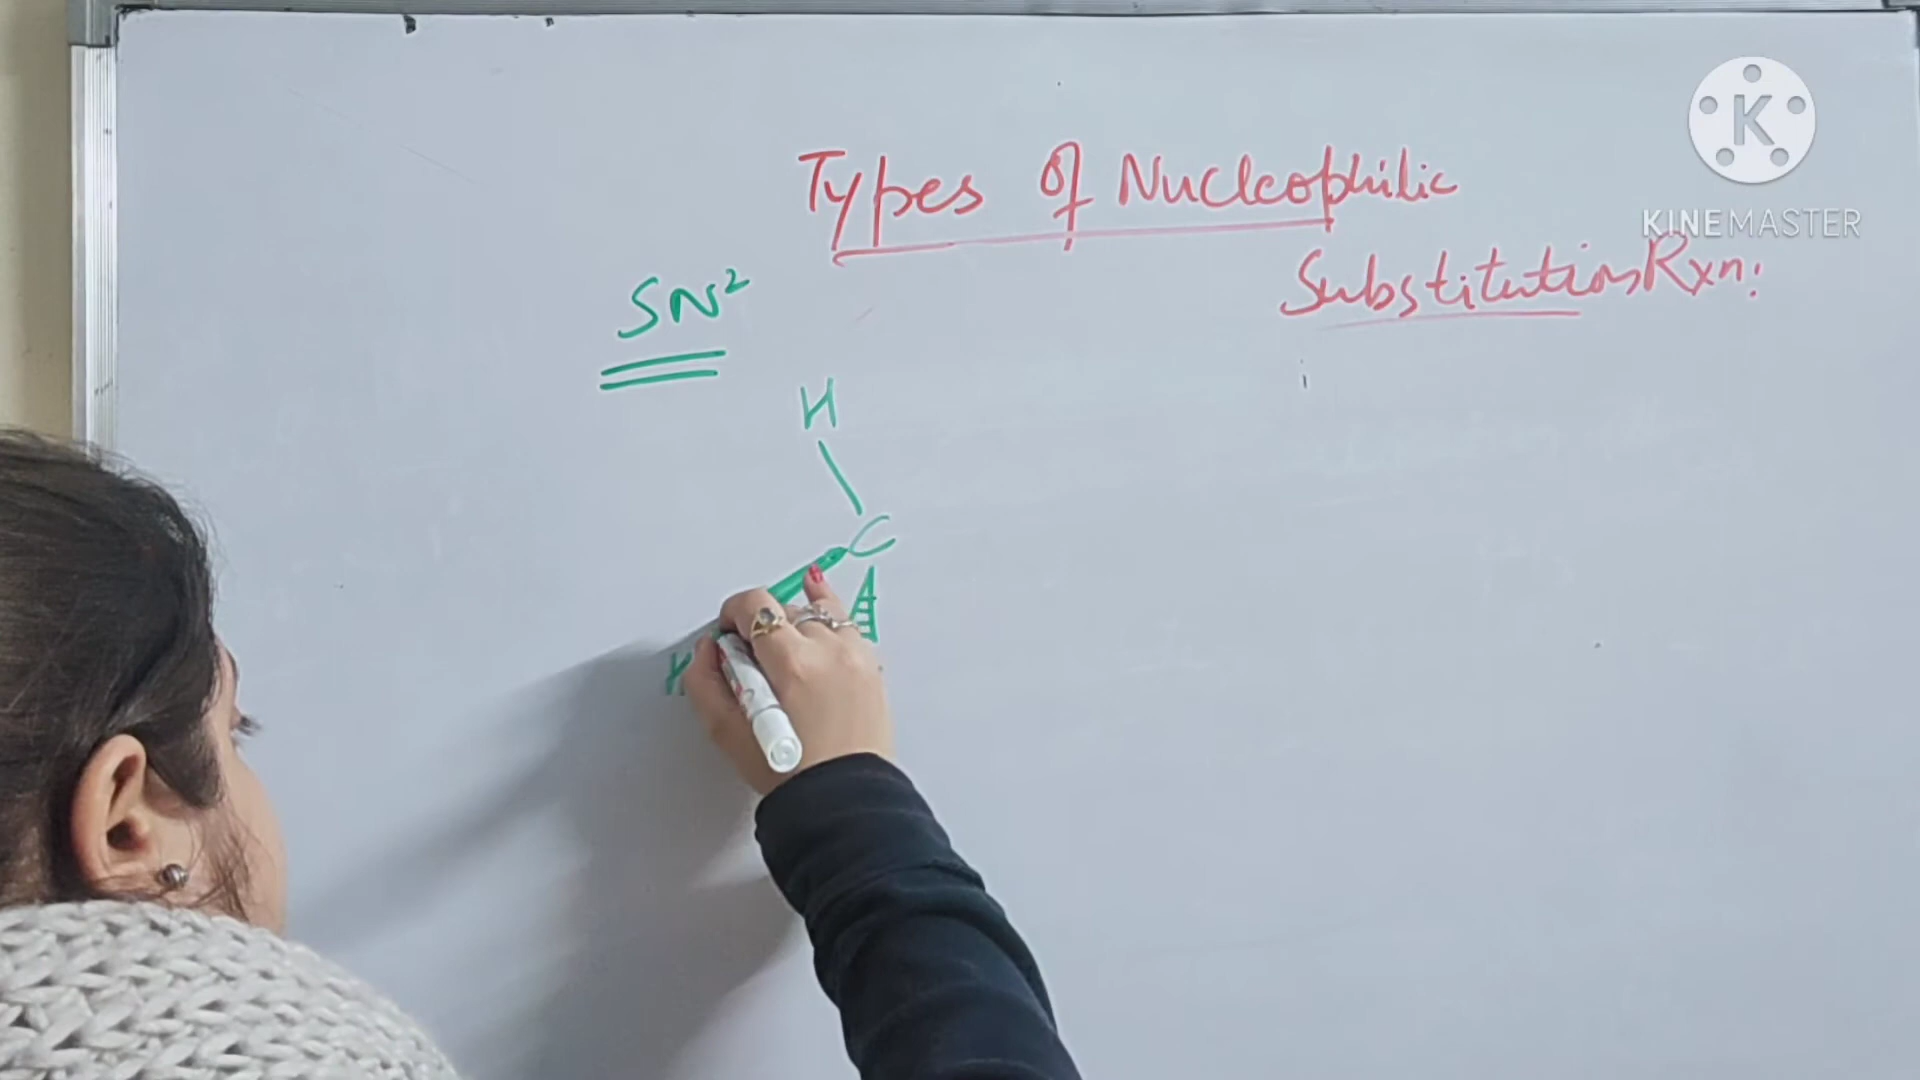 Types of Nucleophilic
Substitution Rxn:
SN²
H
C
H
K
KINEMASTER